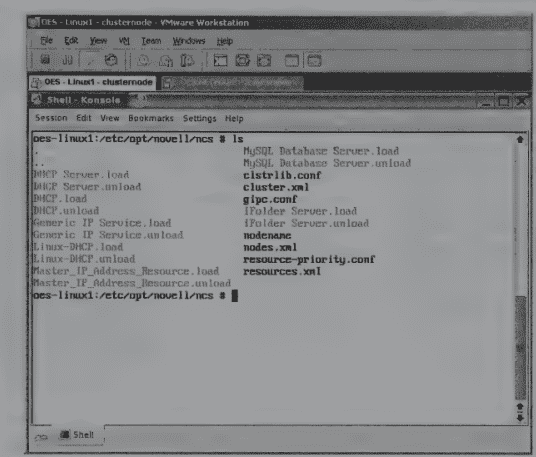 OES - Linux1 - clusternode - VMware Workstation
File Edit View VM Team Windows Help
OES - Linux1 - clusternode
Shell - Konsole
Session Edit View Bookmarks Settings Help
oes-linux1:/etc/opt/novell/ncs # ls
. MySQL Database Server.load
.. MySQL Database Server.unload
DHCP Server.load clstrlib.conf
DHCP Server.unload cluster.xml
DHCP.load gipc.conf
DHCP.unload iFolder Server.load
Generic IP Service.load iFolder Server.unload
Generic IP Service.unload nodename
Linux-DHCP.load nodes.xml
Linux-DHCP.unload resource-priority.conf
Master_IP_Address_Resource.load resources.xml
Master_IP_Address_Resource.unload
oes-linux1:/etc/opt/novell/ncs #
Shell